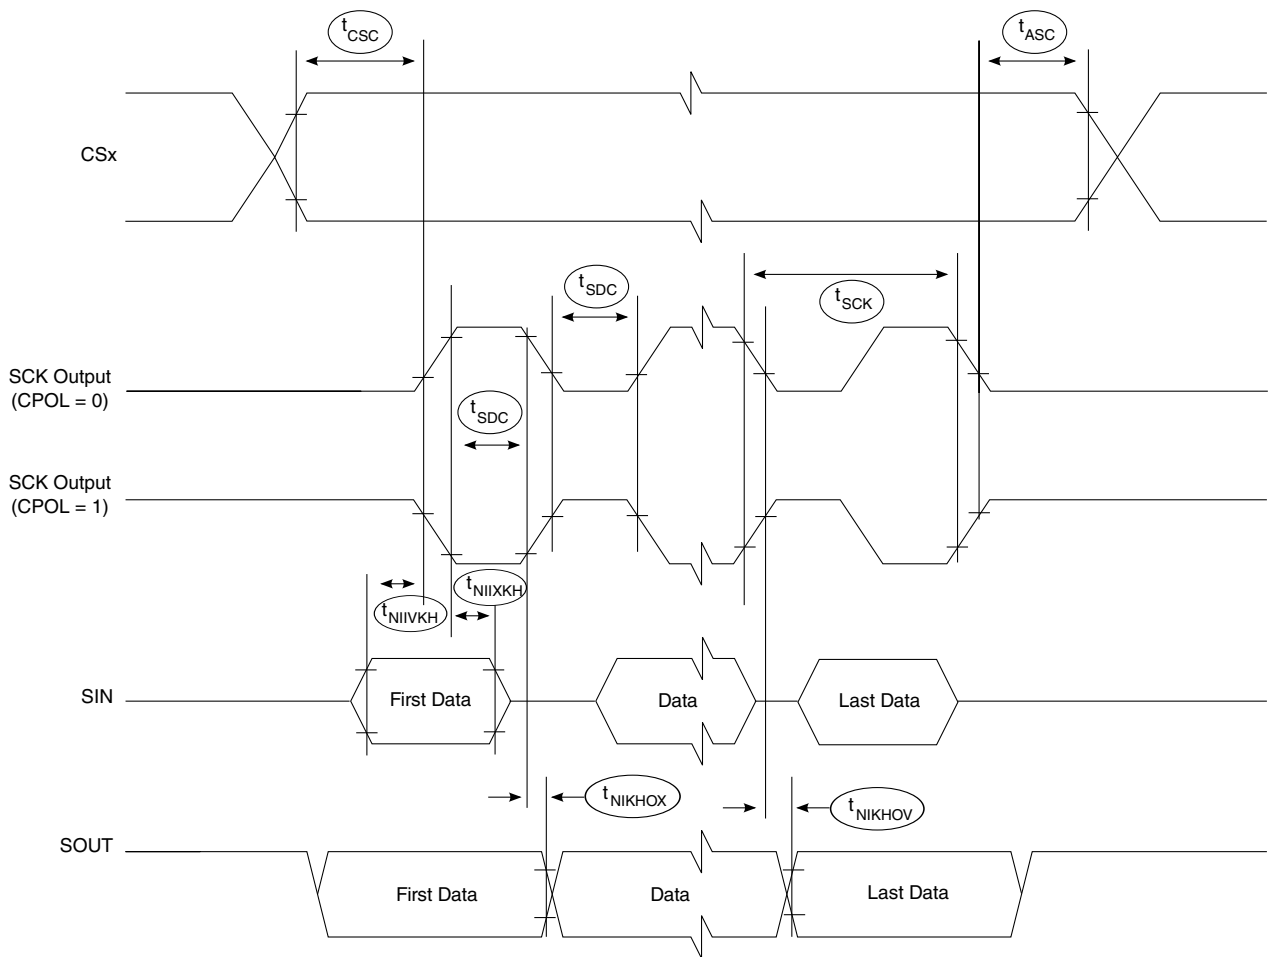 tCSC
tASC
CSx
tSDC
tSCK
SCK Output
(CPOL = 0)
tSDC
SCK Output
(CPOL = 1)
tNIIVKH
tNIIXKH
SIN
First Data
Data
Last Data
tNIKHOX
tNIKHOV
SOUT
First Data
Data
Last Data